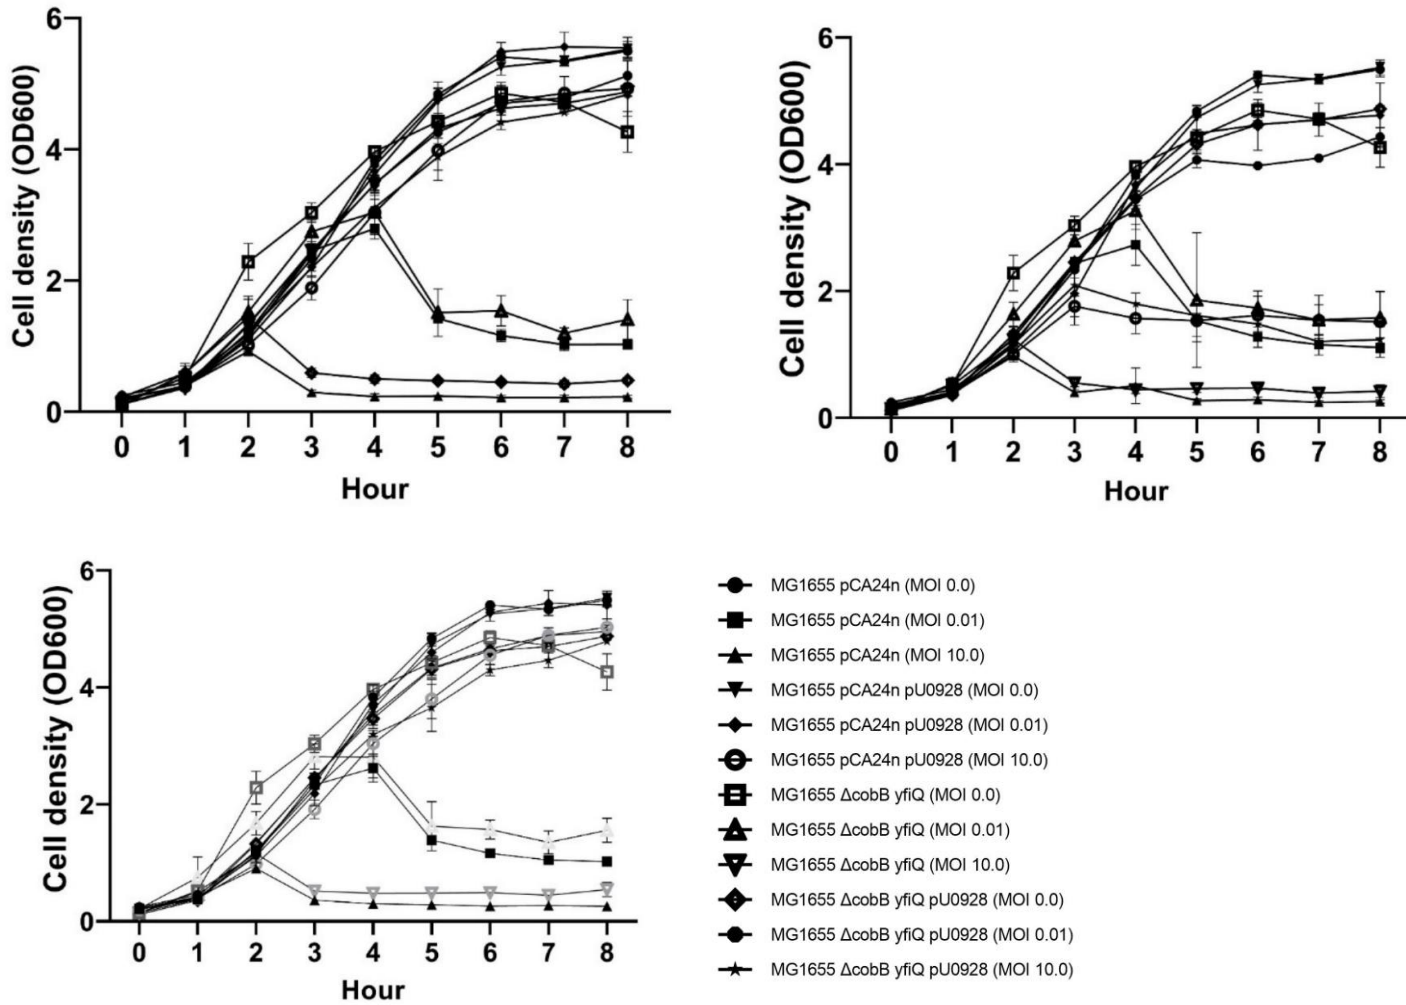 Cell density (OD600)
6
4
2
0
0 1 2 3 4 5 6 7 8
Hour
Cell density (OD600)
6
4
2
0
0 1 2 3 4 5 6 7 8
Hour
Cell density (OD600)
6
4
2
0
0 1 2 3 4 5 6 7 8
Hour
MG1655 pCA24n (MOI 0.0)
MG1655 pCA24n (MOI 0.01)
MG1655 pCA24n (MOI 10.0)
MG1655 pCA24n pU0928 (MOI 0.0)
MG1655 pCA24n pU0928 (MOI 0.01)
MG1655 pCA24n pU0928 (MOI 10.0)
MG1655 ΔcobB yfiQ (MOI 0.0)
MG1655 ΔcobB yfiQ (MOI 0.01)
MG1655 ΔcobB yfiQ (MOI 10.0)
MG1655 ΔcobB yfiQ pU0928 (MOI 0.0)
MG1655 ΔcobB yfiQ pU0928 (MOI 0.01)
MG1655 ΔcobB yfiQ pU0928 (MOI 10.0)